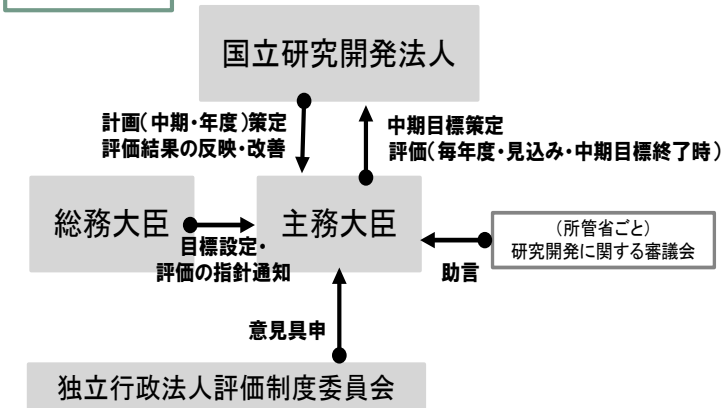 国立研究開発法人
計画(中期・年度)策定
評価結果の反映・改善
中期目標策定
評価(毎年度・見込み・中期目標終了時)
総務大臣
目標設定・
評価の指針通知
主務大臣
(所管省ごと)
研究開発に関する審議会
助言
意見具申
独立行政法人評価制度委員会